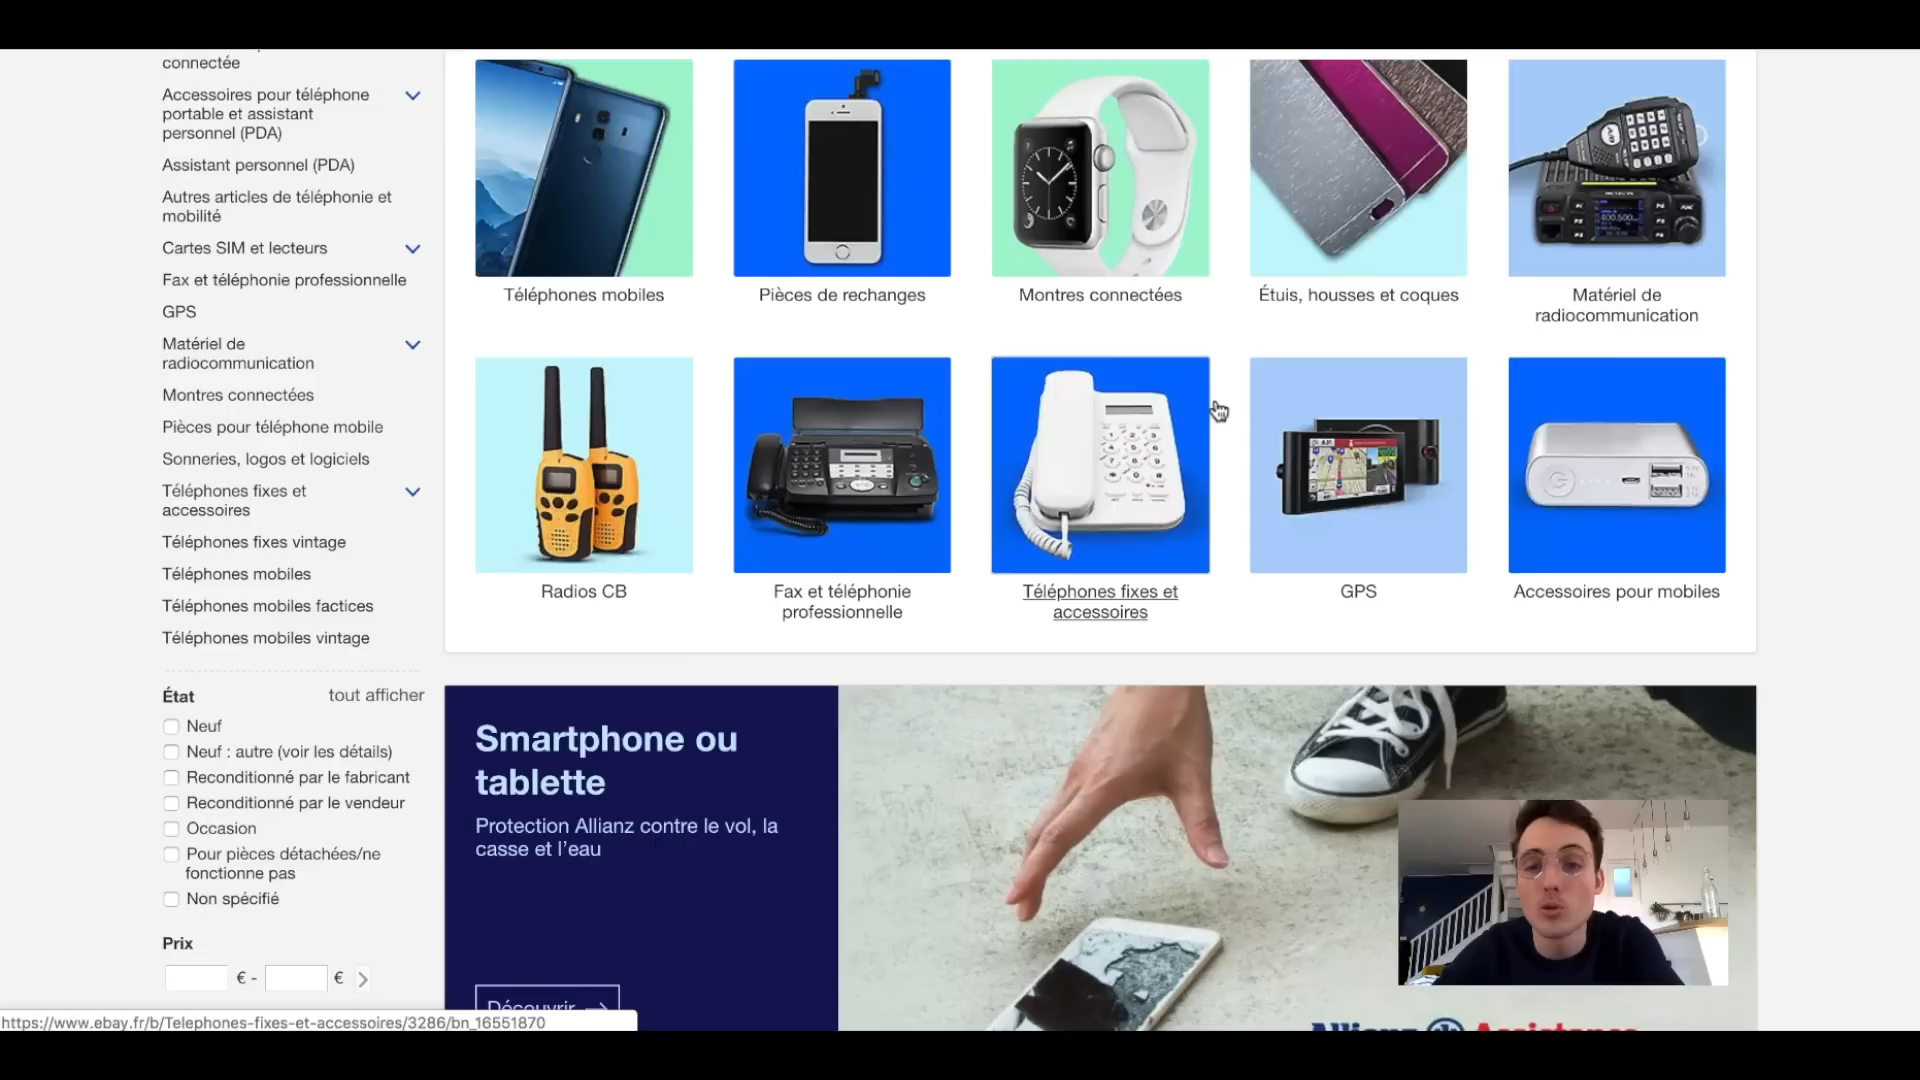 connectée
Accessoires pour téléphone
portable et assistant
personnel (PDA)
Assistant personnel (PDA)
Autres articles de téléphonie et
mobilité
Cartes SIM et lecteurs
Fax et téléphonie professionnelle
GPS
Matériel de
radiocommunication
Montres connectées
Pièces pour téléphone mobile
Sonneries, logos et logiciels
Téléphones fixes et
accessoires
Téléphones fixes vintage
Téléphones mobiles
Téléphones mobiles factices
Téléphones mobiles vintage
État
tout afficher
Neuf
Neuf : autre (voir les détails)
Reconditionné par le fabricant
Reconditionné par le vendeur
Occasion
Pour pièces détachées/ne
fonctionne pas
Non spécifié
Prix
€ - €
Téléphones mobiles
Pièces de rechanges
Montres connectées
Étuis, housses et coques
Matériel de
radiocommunication
Radios CB
Fax et téléphonie
professionnelle
Téléphones fixes et
accessoires
GPS
Accessoires pour mobiles
Smartphone ou
tablette
Protection Allianz contre le vol, la
casse et l'eau
Découvrir
Allianz Assistance
https://www.ebay.fr/b/Telephones-fixes-et-accessoires/3286/bn_16551870